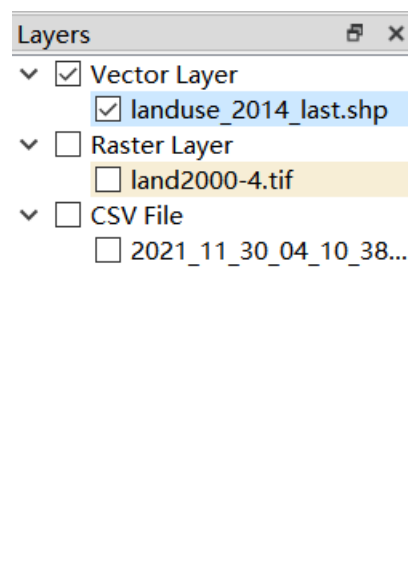 Layers
Vector Layer
landuse_2014_last.shp
Raster Layer
land2000-4.tif
CSV File
2021_11_30_04_10_38...